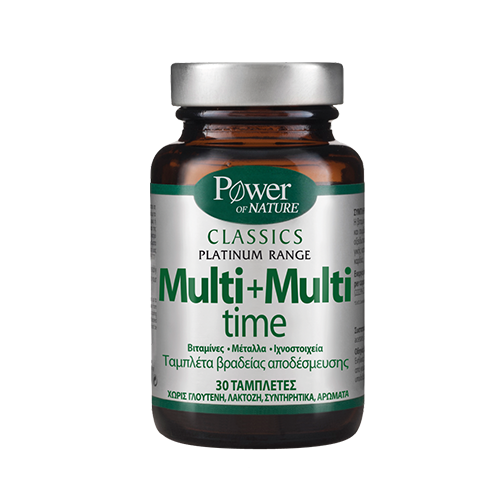 Power
OF NATURE
CLASSICS
PLATINUM RANGE
Multi+Multi
time
Βιταμίνες • Μέταλλα • Ιχνοστοιχεία
Ταμπλέτα βραδείας αποδέσμευσης
30 ΤΑΜΠΛΕΤΕΣ
ΧΩΡΙΣ ΓΛΟΥΤΕΝΗ, ΛΑΚΤΟΖΗ, ΣΥΝΤΗΡΗΤΙΚΑ, ΑΡΩΜΑΤΑ